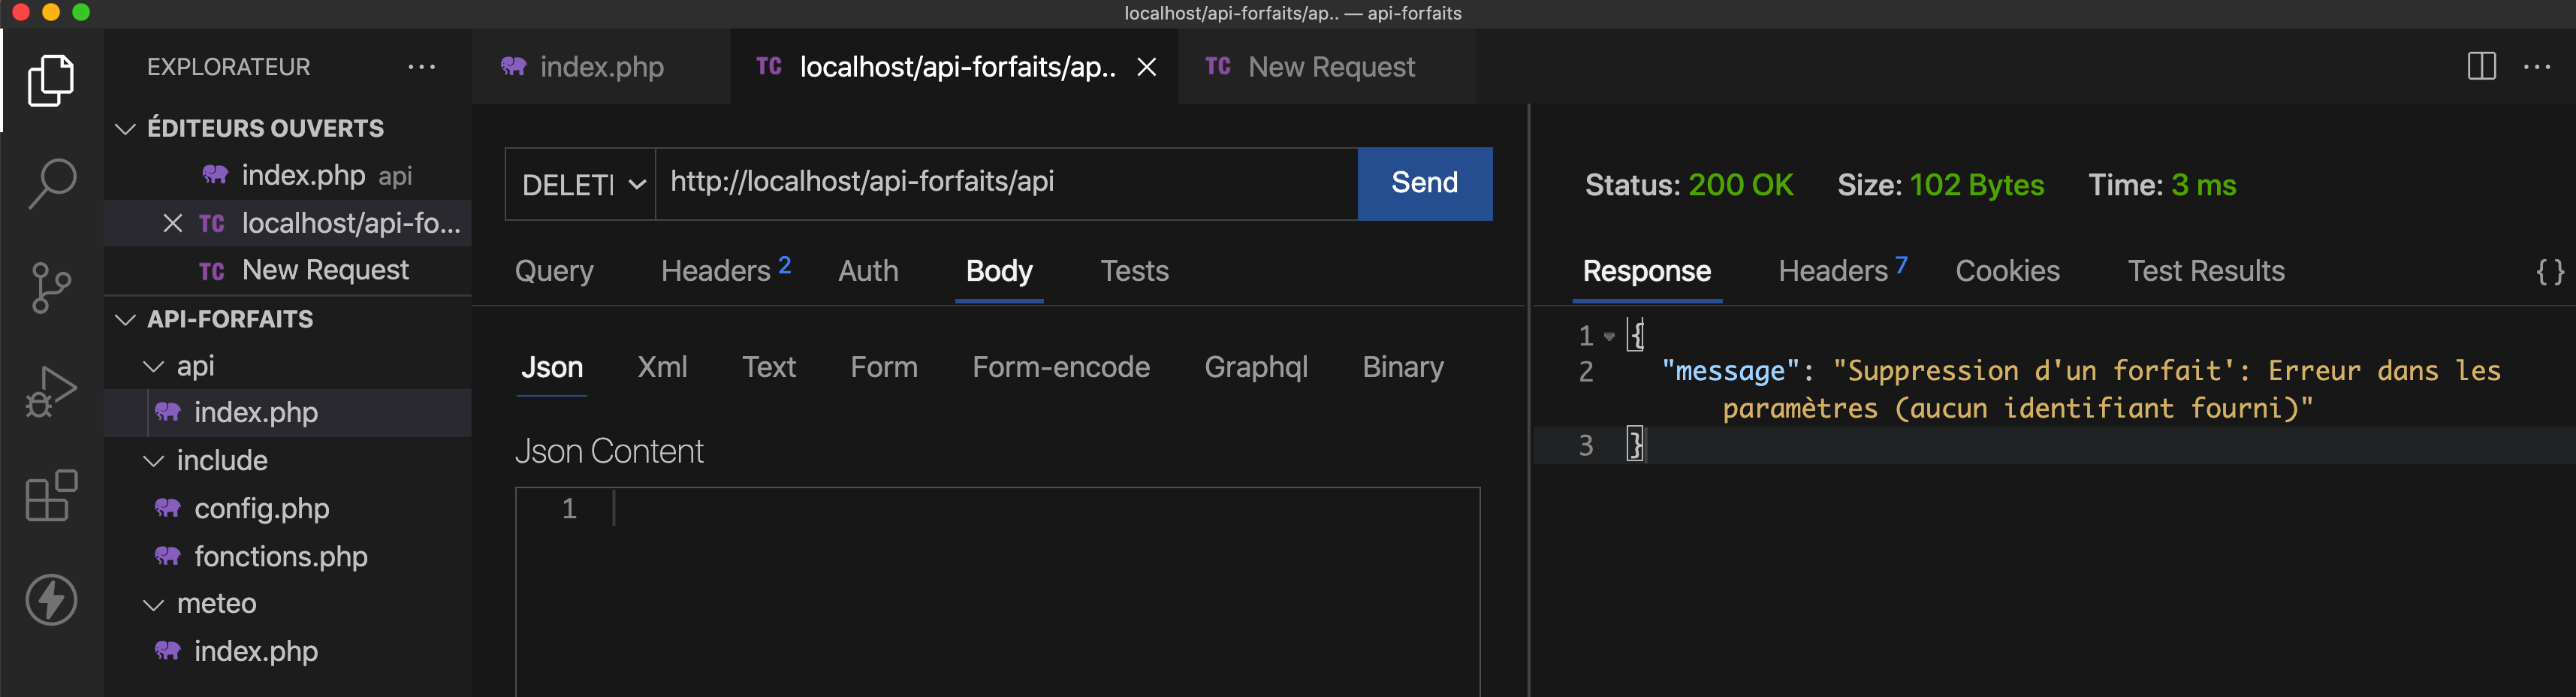 localhost/api-forfaits/ap.. — api-forfaits
EXPLORATEUR
ÉDITEURS OUVERTS
index.php api
TC localhost/api-fo...
TC New Request
API-FORFAITS
api
index.php
include
config.php
fonctions.php
meteo
index.php
index.php
TC localhost/api-forfaits/ap..
TC New Request
DELETI http://localhost/api-forfaits/api Send
Query Headers 2 Auth Body Tests
Json Xml Text Form Form-encode Graphql Binary
Json Content
1
Status: 200 OK Size: 102 Bytes Time: 3 ms
Response Headers 7 Cookies Test Results {}
1 {
2 "message": "Suppression d'un forfait': Erreur dans les
paramètres (aucun identifiant fourni)"
3 }